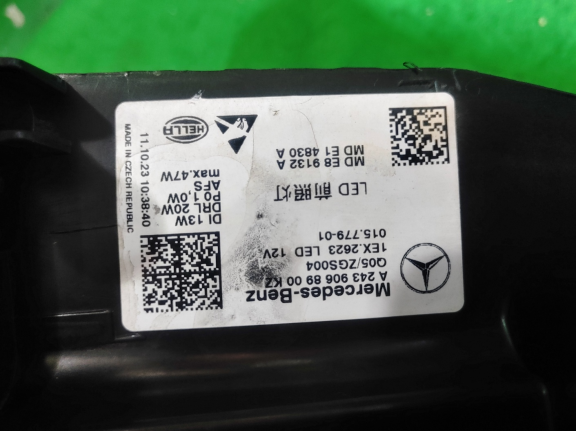 Mercedes-Benz
A 243 906 89 00 KZ
Q05/ZGS004
1EX.2623 LED 12V
015.779-01
LED 前照灯
MD E8 9132 A
MD E1 4830 A
HELLA
DI 13W
DRL 20W
P0 1,0W
AFS
max.47W
11.10.23 10:38:40
MADE IN CZECH REPUBLIC